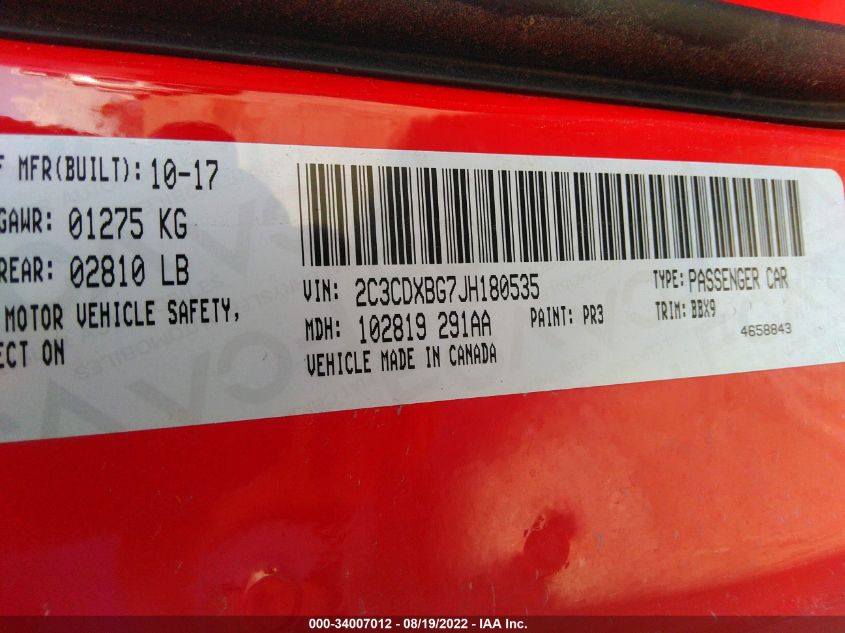 F MFR(BUILT): 10-17
GAWR: 01275 KG
REAR: 02810 LB
MOTOR VEHICLE SAFETY,
ECT ON
VIN: 2C3CDXBG7JH180535
TYPE: PASSENGER CAR
MDH: 102819 291AA
PAINT: PR3
TRIM: BBX9
VEHICLE MADE IN CANADA
4658843
000-34007012 - 08/19/2022 - IAA Inc.